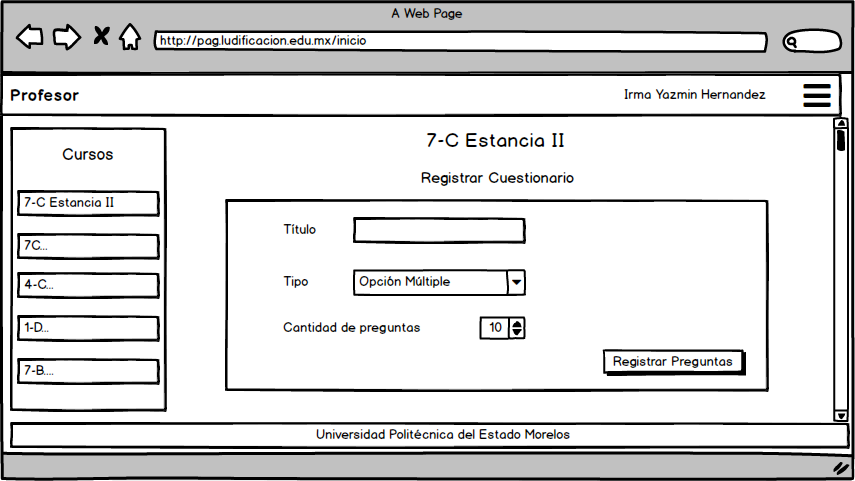 A Web Page
http://pag.ludificacion.edu.mx/inicio
Profesor
Irma Yazmin Hernandez
Cursos
7-C Estancia II
7C...
4-C...
1-D...
7-B....
7-C Estancia II
Registrar Cuestionario
Título
Tipo
Opción Múltiple
Cantidad de preguntas
10
Registrar Preguntas
Universidad Politécnica del Estado Morelos